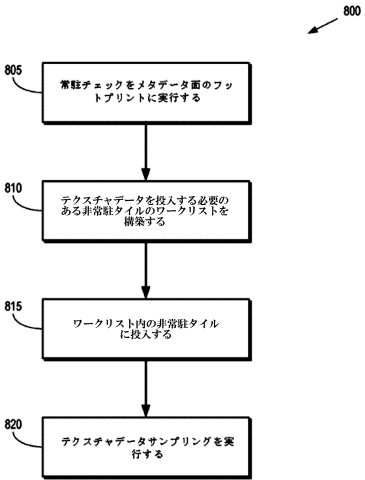 800
805
常駐チェックをメタデータ面のフッ
トプリントに実行する
810
テクスチャデータを投入する必要の
ある非常駐タイルのワークリストを
構築する
815
ワークリスト内の非常駐タイル
に投入する
820
テクスチャデータサンプリングを実
行する